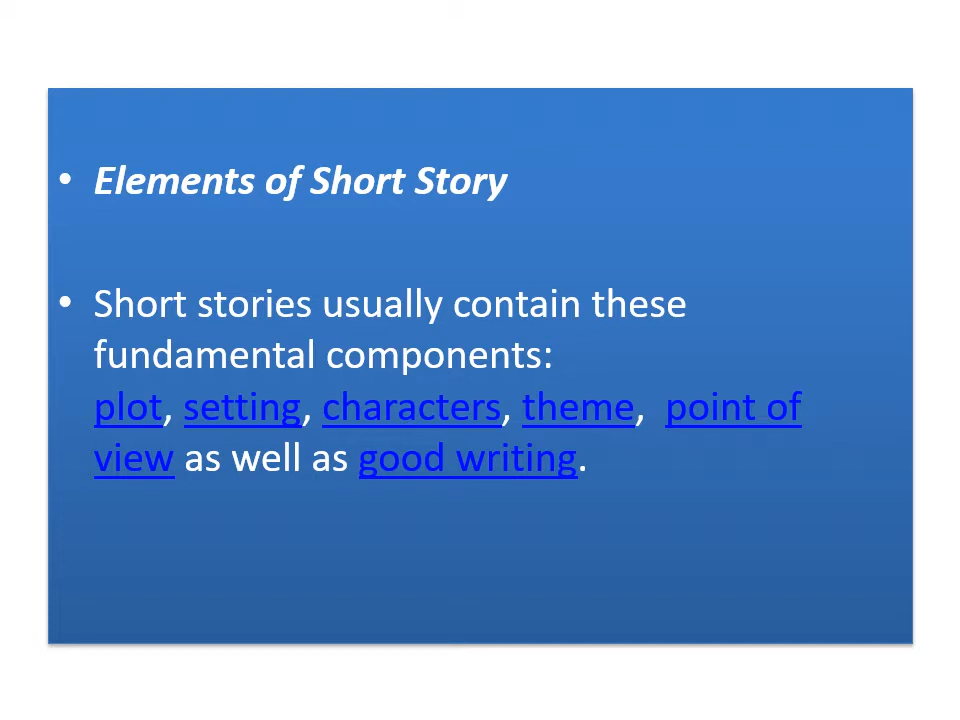 • Elements of Short Story
• Short stories usually contain these
fundamental components:
plot, setting, characters, theme,  point of
view as well as good writing.